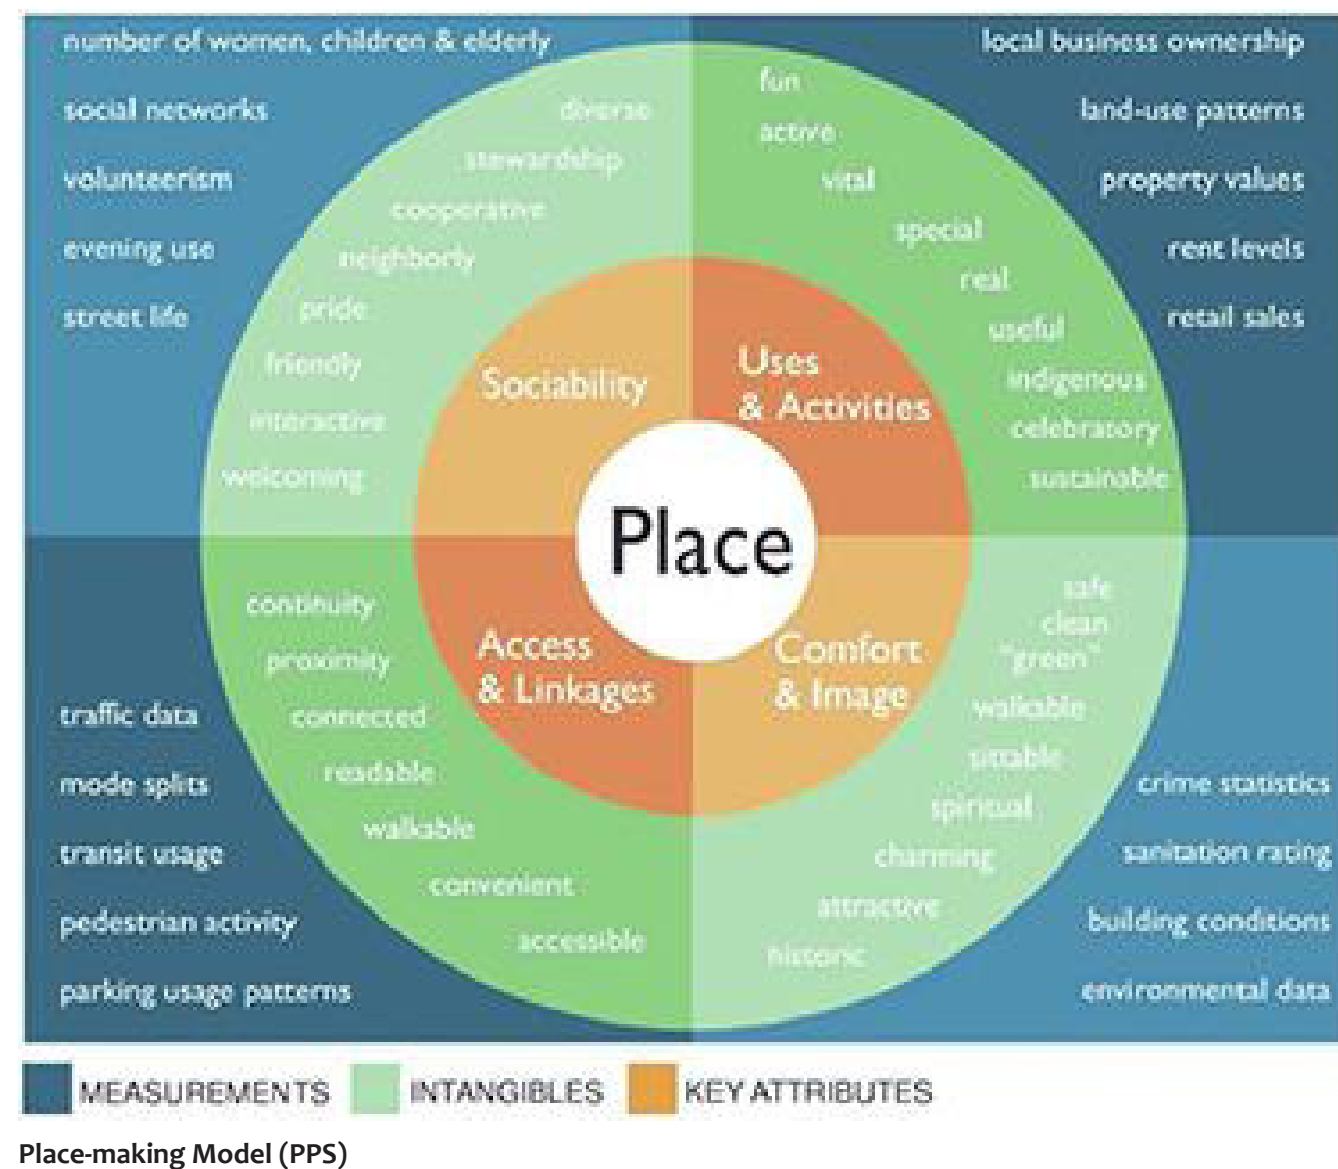 number of women, children & elderly
social networks
volunteerism
evening use
street life
diverse
stewardship
cooperative
neighborly
pride
friendly
interactive
welcoming
Sociability
local business ownership
land-use patterns
property values
rent levels
retail sales
fun
active
vital
special
real
useful
indigenous
celebratory
sustainable
Uses
& Activities
Place
continuity
proximity
connected
readable
walkable
convenient
accessible
Access
& Linkages
traffic data
mode splits
transit usage
pedestrian activity
parking usage patterns
Comfort
& Image
safe
clean
"green"
walkable
sittable
spiritual
charming
attractive
historic
crime statistics
sanitation rating
building conditions
environmental data
MEASUREMENTS
INTANGIBLES
KEY ATTRIBUTES
Place-making Model (PPS)